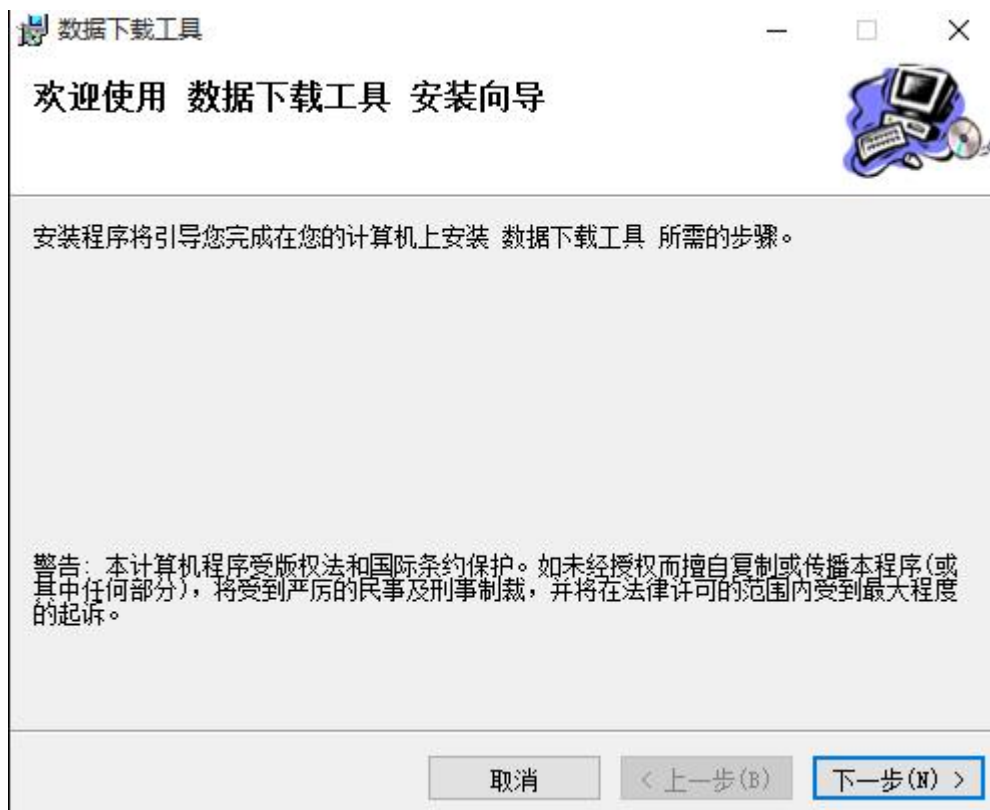 数据下载工具
欢迎使用 数据下载工具 安装向导
安装程序将引导您完成在您的计算机上安装 数据下载工具 所需的步骤。
警告: 本计算机程序受版权法和国际条约保护。如未经授权而擅自复制或传播本程序(或
其中任何部分)，将受到严厉的民事及刑事制裁，并将在法律许可的范围内受到最大程度
的起诉。
取消
< 上一步(B)
下一步(N) >